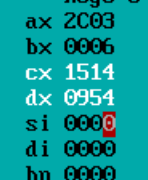 ax 2C03
bx 0006
cx 1514
dx 0954
si 0000
di 0000